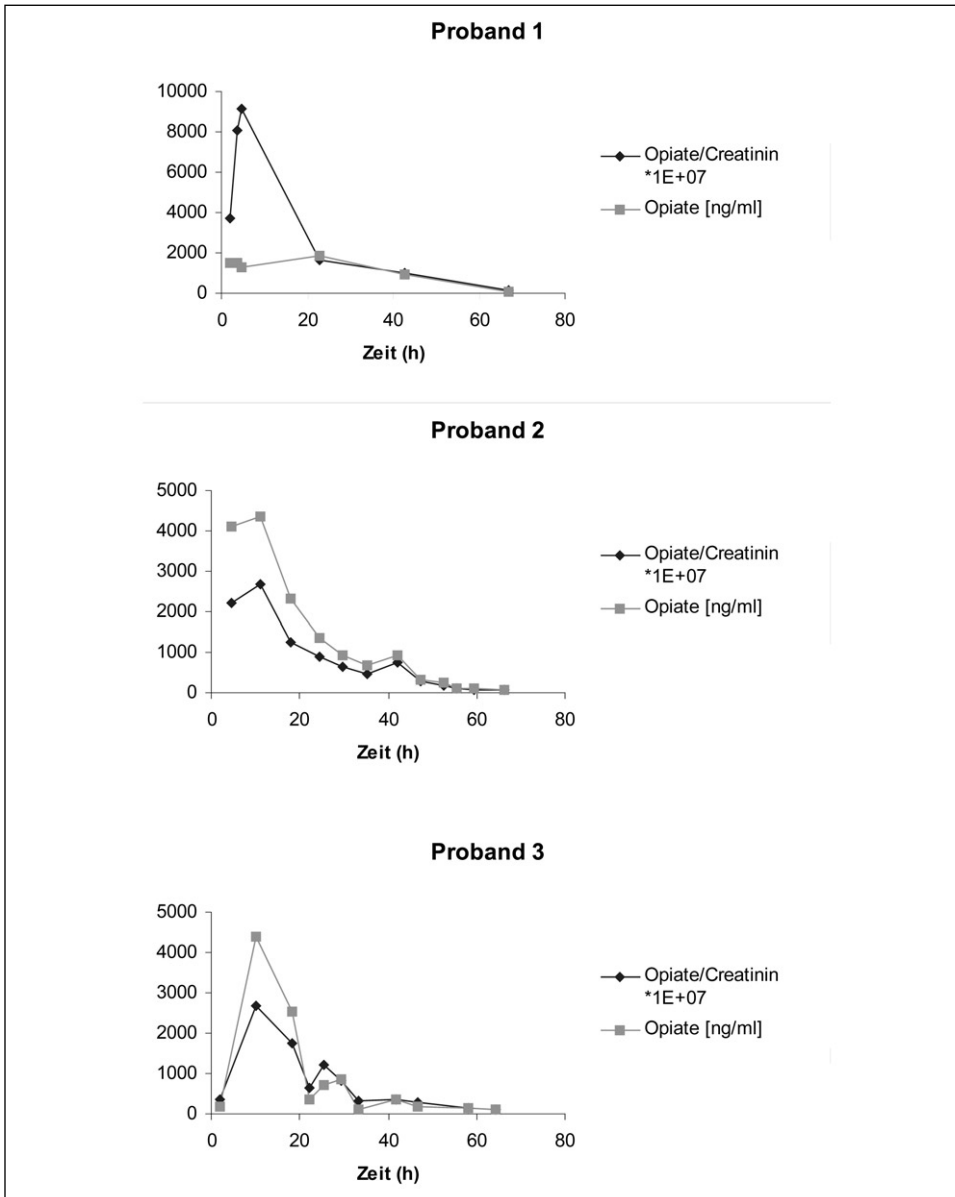 Proband 1
10000
8000
6000
4000
2000
0
0 20 40 60 80
Zeit (h)
Opiate/Creatinin
*1E+07
Opiate [ng/ml]
Proband 2
5000
4000
3000
2000
1000
0
0 20 40 60 80
Zeit (h)
Opiate/Creatinin
*1E+07
Opiate [ng/ml]
Proband 3
5000
4000
3000
2000
1000
0
0 20 40 60 80
Zeit (h)
Opiate/Creatinin
*1E+07
Opiate [ng/ml]